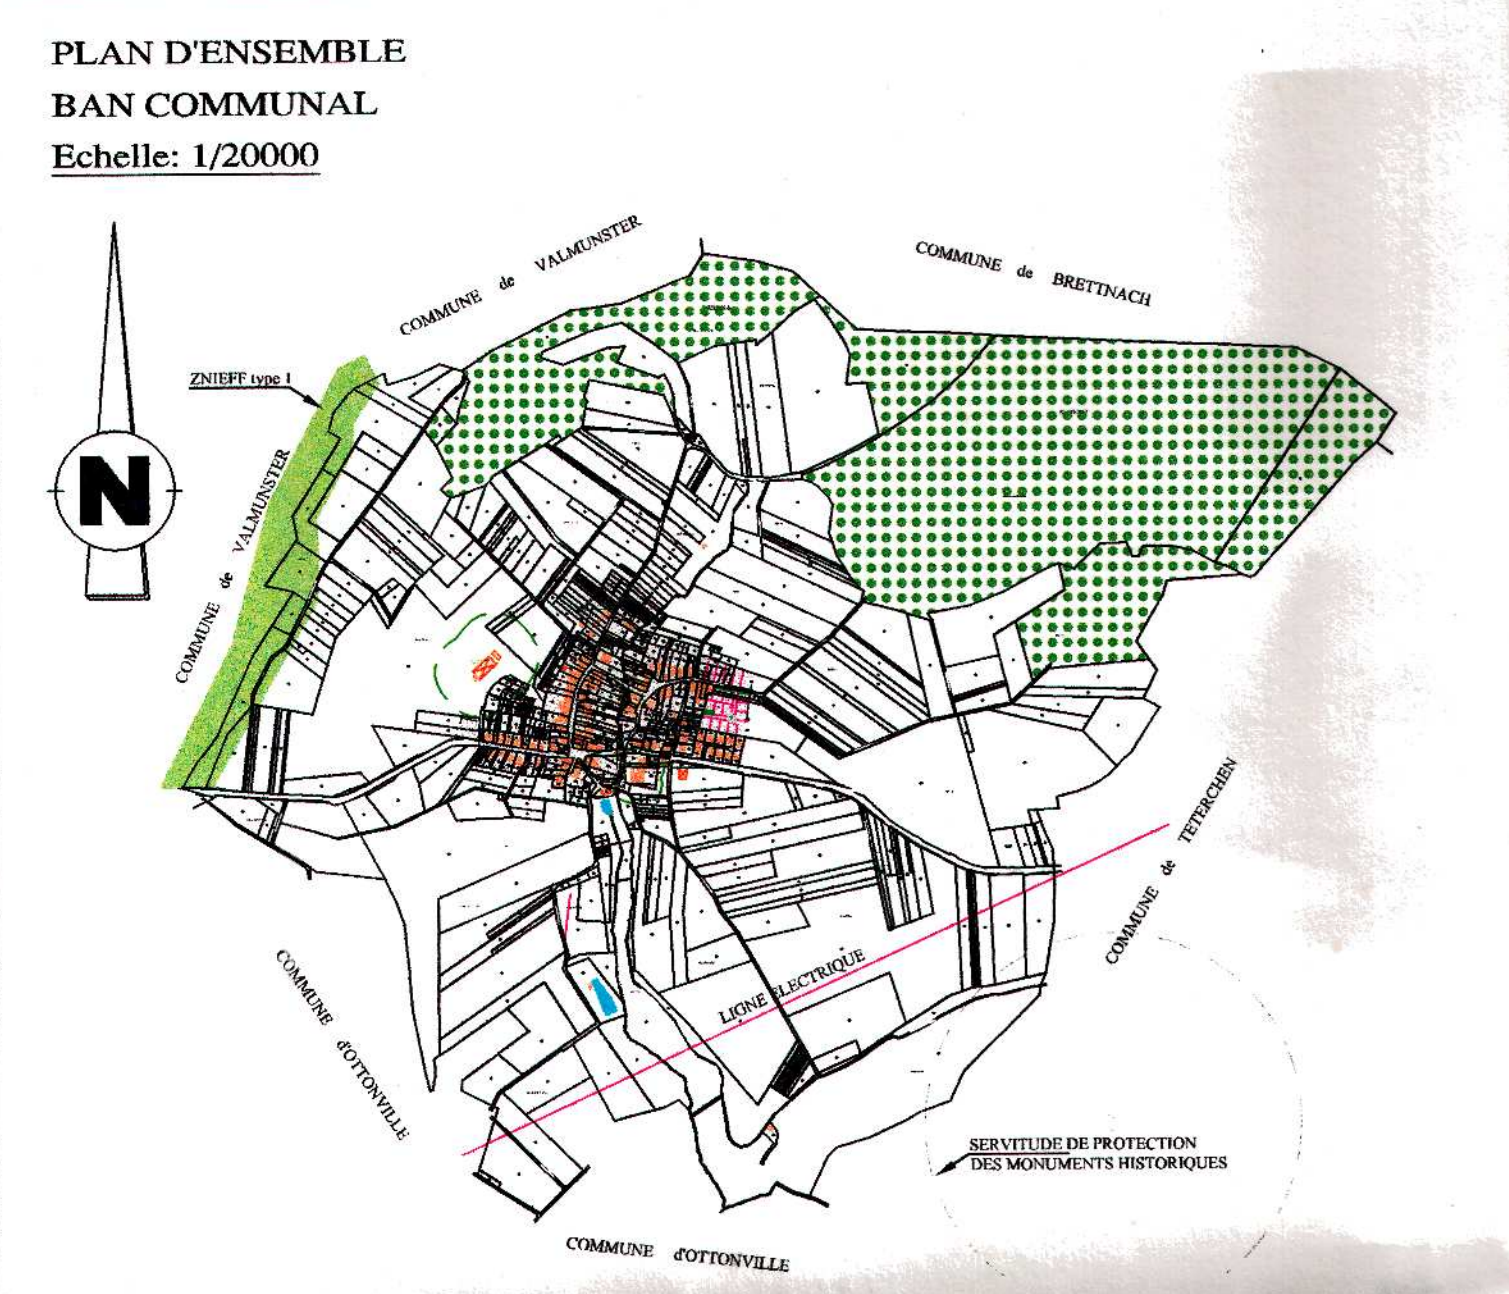 PLAN D'ENSEMBLE
BAN COMMUNAL
Echelle: 1/20000
COMMUNE de VALMUNSTER
COMMUNE de BRETTNACH
ZNIEFF type 1
COMMUNE de VALMUNSTER
N
COMMUNE de TETERCHEN
LIGNE ELECTRIQUE
COMMUNE d'OTTONVILLE
SERVITUDE DE PROTECTION
DES MONUMENTS HISTORIQUES
COMMUNE d'OTTONVILLE